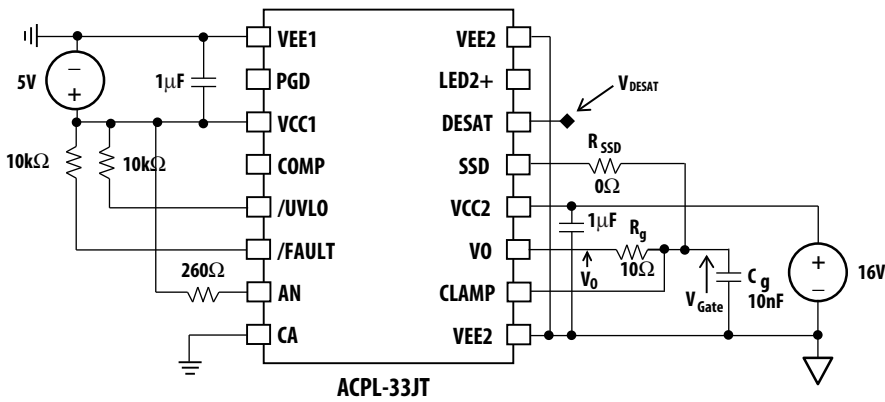 VEE1
VEE2
PGD
LED2+
V DESAT
5V
−
+
1μF
VCC1
DESAT
R SSD
0Ω
10kΩ
10kΩ
COMP
SSD
/UVLO
VCC2
1μF
/FAULT
VO
R g
10Ω
V O
260Ω
AN
CLAMP
V Gate
C g
10nF
+
−
16V
CA
VEE2
ACPL-33JT